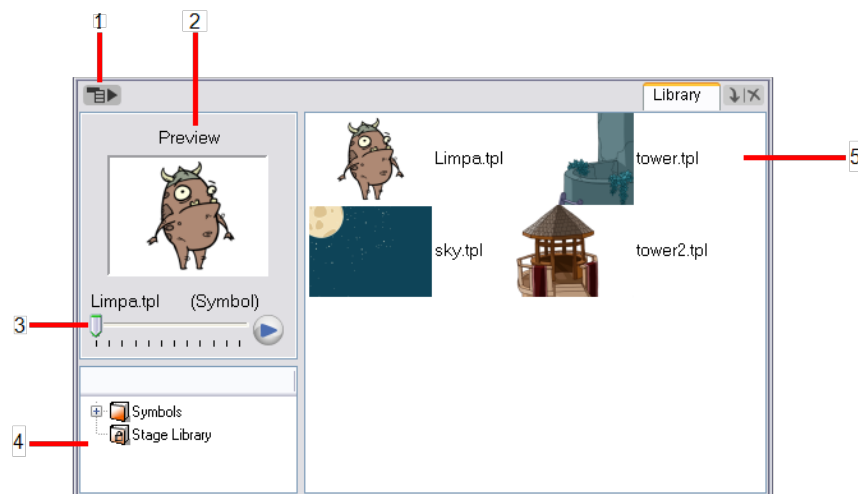 1
2
Library
Preview
Limpa.tpl
tower.tpl
5
sky.tpl
tower2.tpl
Limpa.tpl (Symbol)
3
Symbols
4
Stage Library